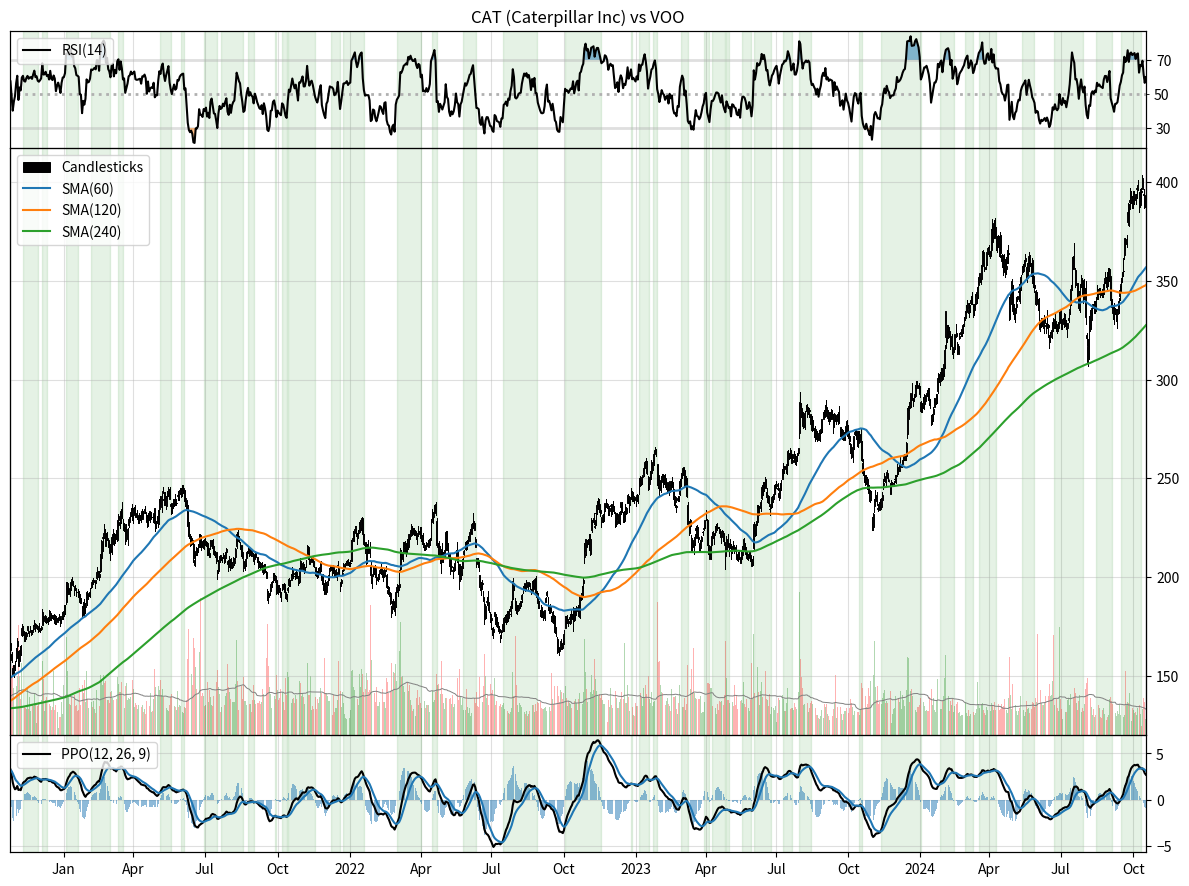 CAT (Caterpillar Inc) vs VOO
RSI(14)
70
50
30
Candlesticks
SMA(60)
SMA(120)
SMA(240)
400
350
300
250
200
150
PPO(12, 26, 9)
5
0
−5
Jan Apr Jul Oct 2022 Apr Jul Oct 2023 Apr Jul Oct 2024 Apr Jul Oct